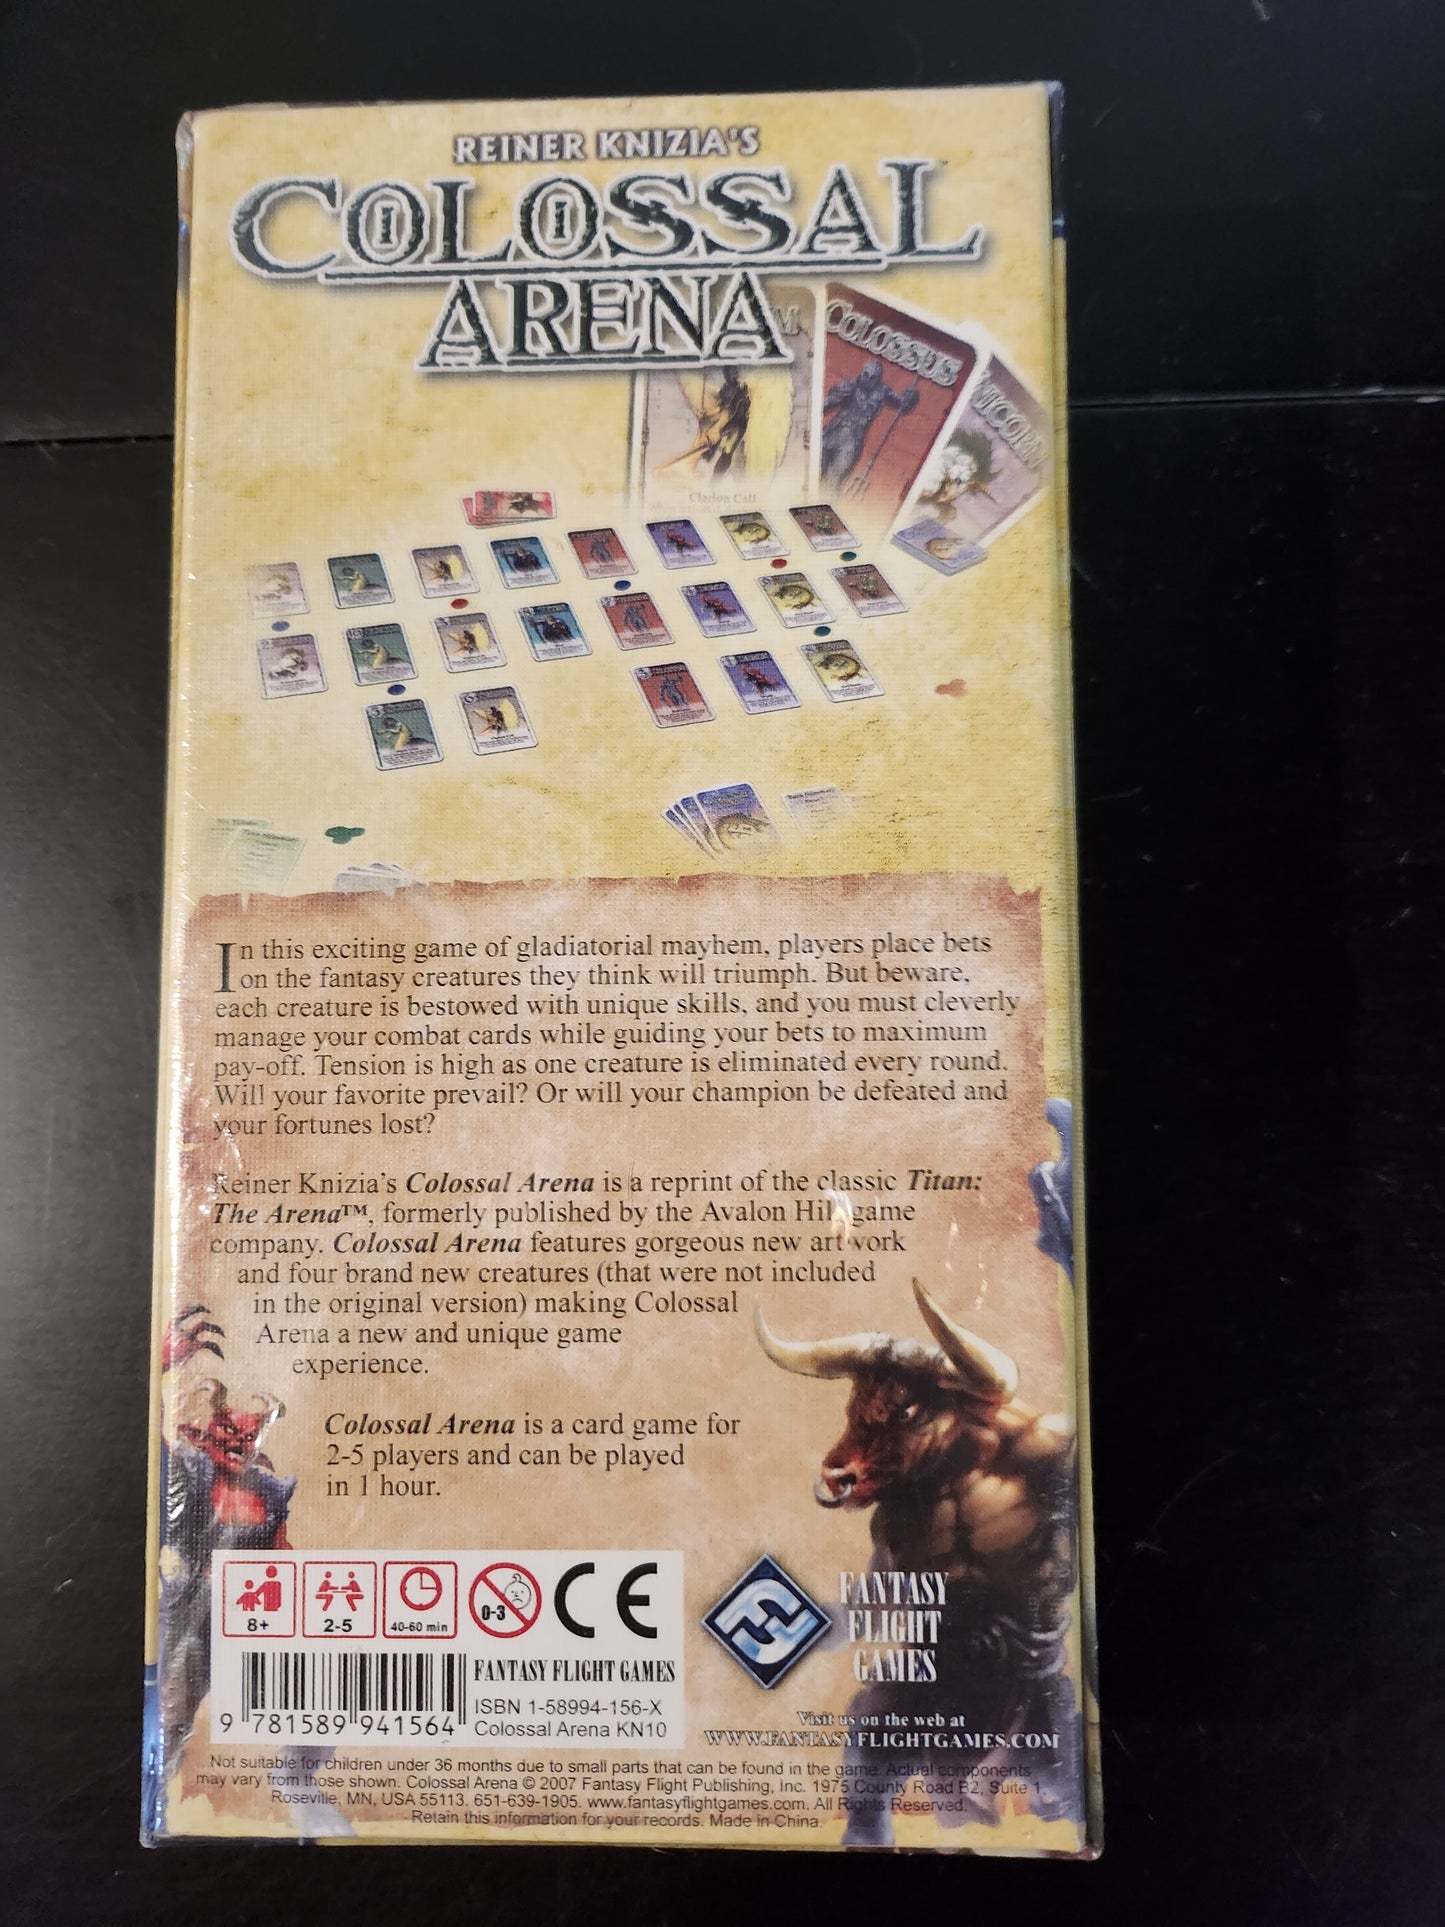 REINER KNIZIA'S
COLOSSAL
ARENA™
COLOSSUS
Clarion Call
In this exciting game of gladiatorial mayhem, players place bets
on the fantasy creatures they think will triumph. But beware,
each creature is bestowed with unique skills, and you must cleverly
manage your combat cards while guiding your bets to maximum
pay-off. Tension is high as one creature is eliminated every round.
Will your favorite prevail? Or will your champion be defeated and
your fortunes lost?
Reiner Knizia's Colossal Arena is a reprint of the classic Titan:
The Arena™, formerly published by the Avalon Hill game
company. Colossal Arena features gorgeous new artwork
and four brand new creatures (that were not included
in the original version) making Colossal
Arena a new and unique game
experience.
Colossal Arena is a card game for
2-5 players and can be played
in 1 hour.
8+ 2-5 40-60 min 0-3 CE
FANTASY
FLIGHT
GAMES
FANTASY FLIGHT GAMES
ISBN 1-58994-156-X
Colossal Arena KN10
9 781589 941564
Visit us on the web at
WWW.FANTASYFLIGHTGAMES.COM
Not suitable for children under 36 months due to small parts that can be found in the game. Actual components
may vary from those shown. Colossal Arena © 2007 Fantasy Flight Publishing, Inc. 1975 County Road B2, Suite 1,
Roseville, MN, USA 55113. 651-639-1905. www.fantasyflightgames.com. All Rights Reserved.
Retain this information for your records. Made in China.